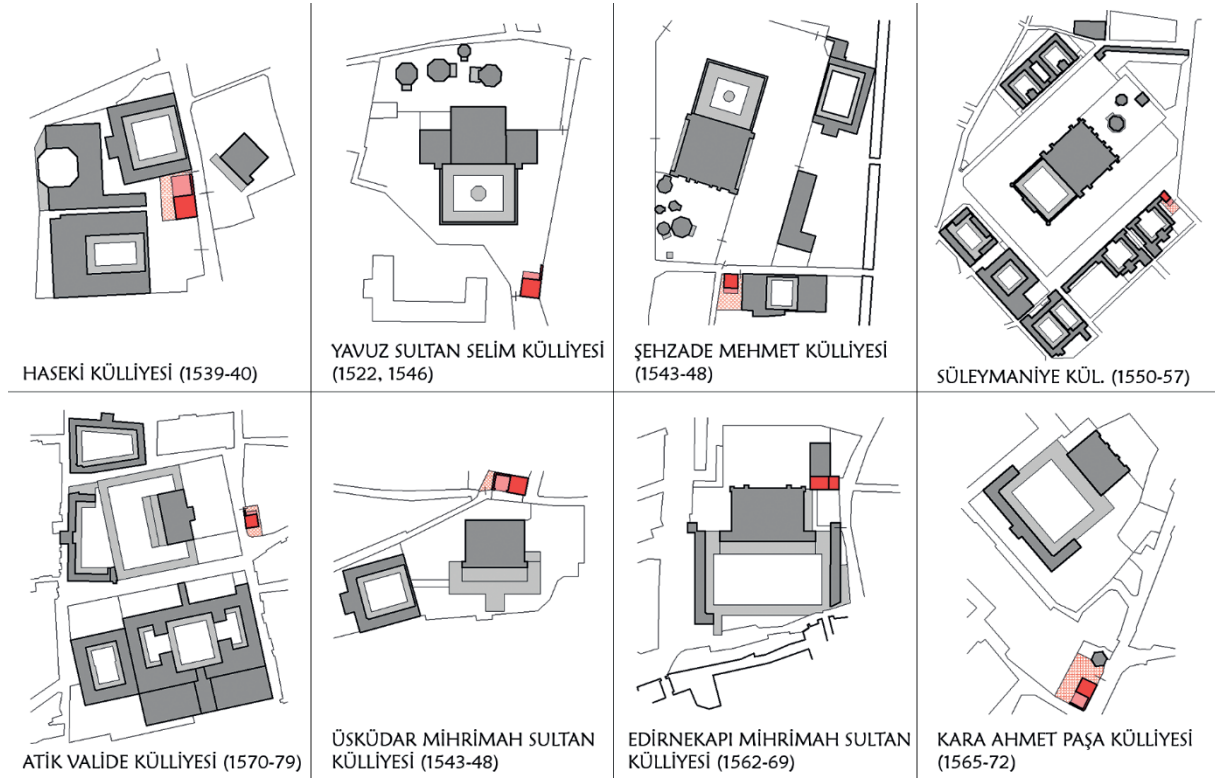 HASEKİ KÜLLİYESİ (1539-40)
YAVUZ SULTAN SELİM KÜLLİYESİ
(1522, 1546)
ŞEHZADE MEHMET KÜLLİYESİ
(1543-48)
SÜLEYMANİYE KÜL. (1550-57)
ATİK VALİDE KÜLLİYESİ (1570-79)
ÜSKÜDAR MİHRİMAH SULTAN
KÜLLİYESİ (1543-48)
EDİRNEKAPI MİHRİMAH SULTAN
KÜLLİYESİ (1562-69)
KARA AHMET PAŞA KÜLLİYESİ
(1565-72)